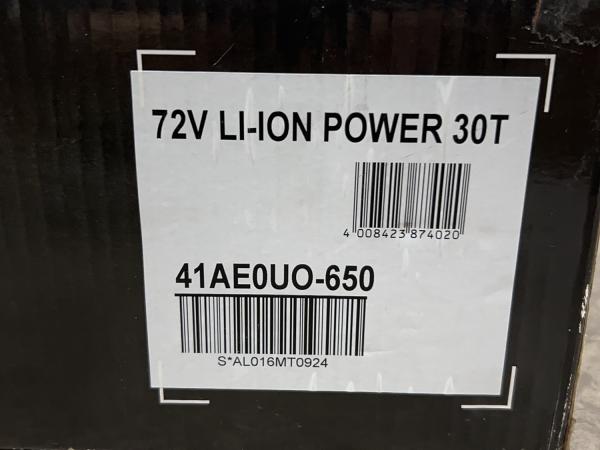 72V LI-ION POWER 30T
4 008423 874020
41AE0UO-650
S*AL016MT0924